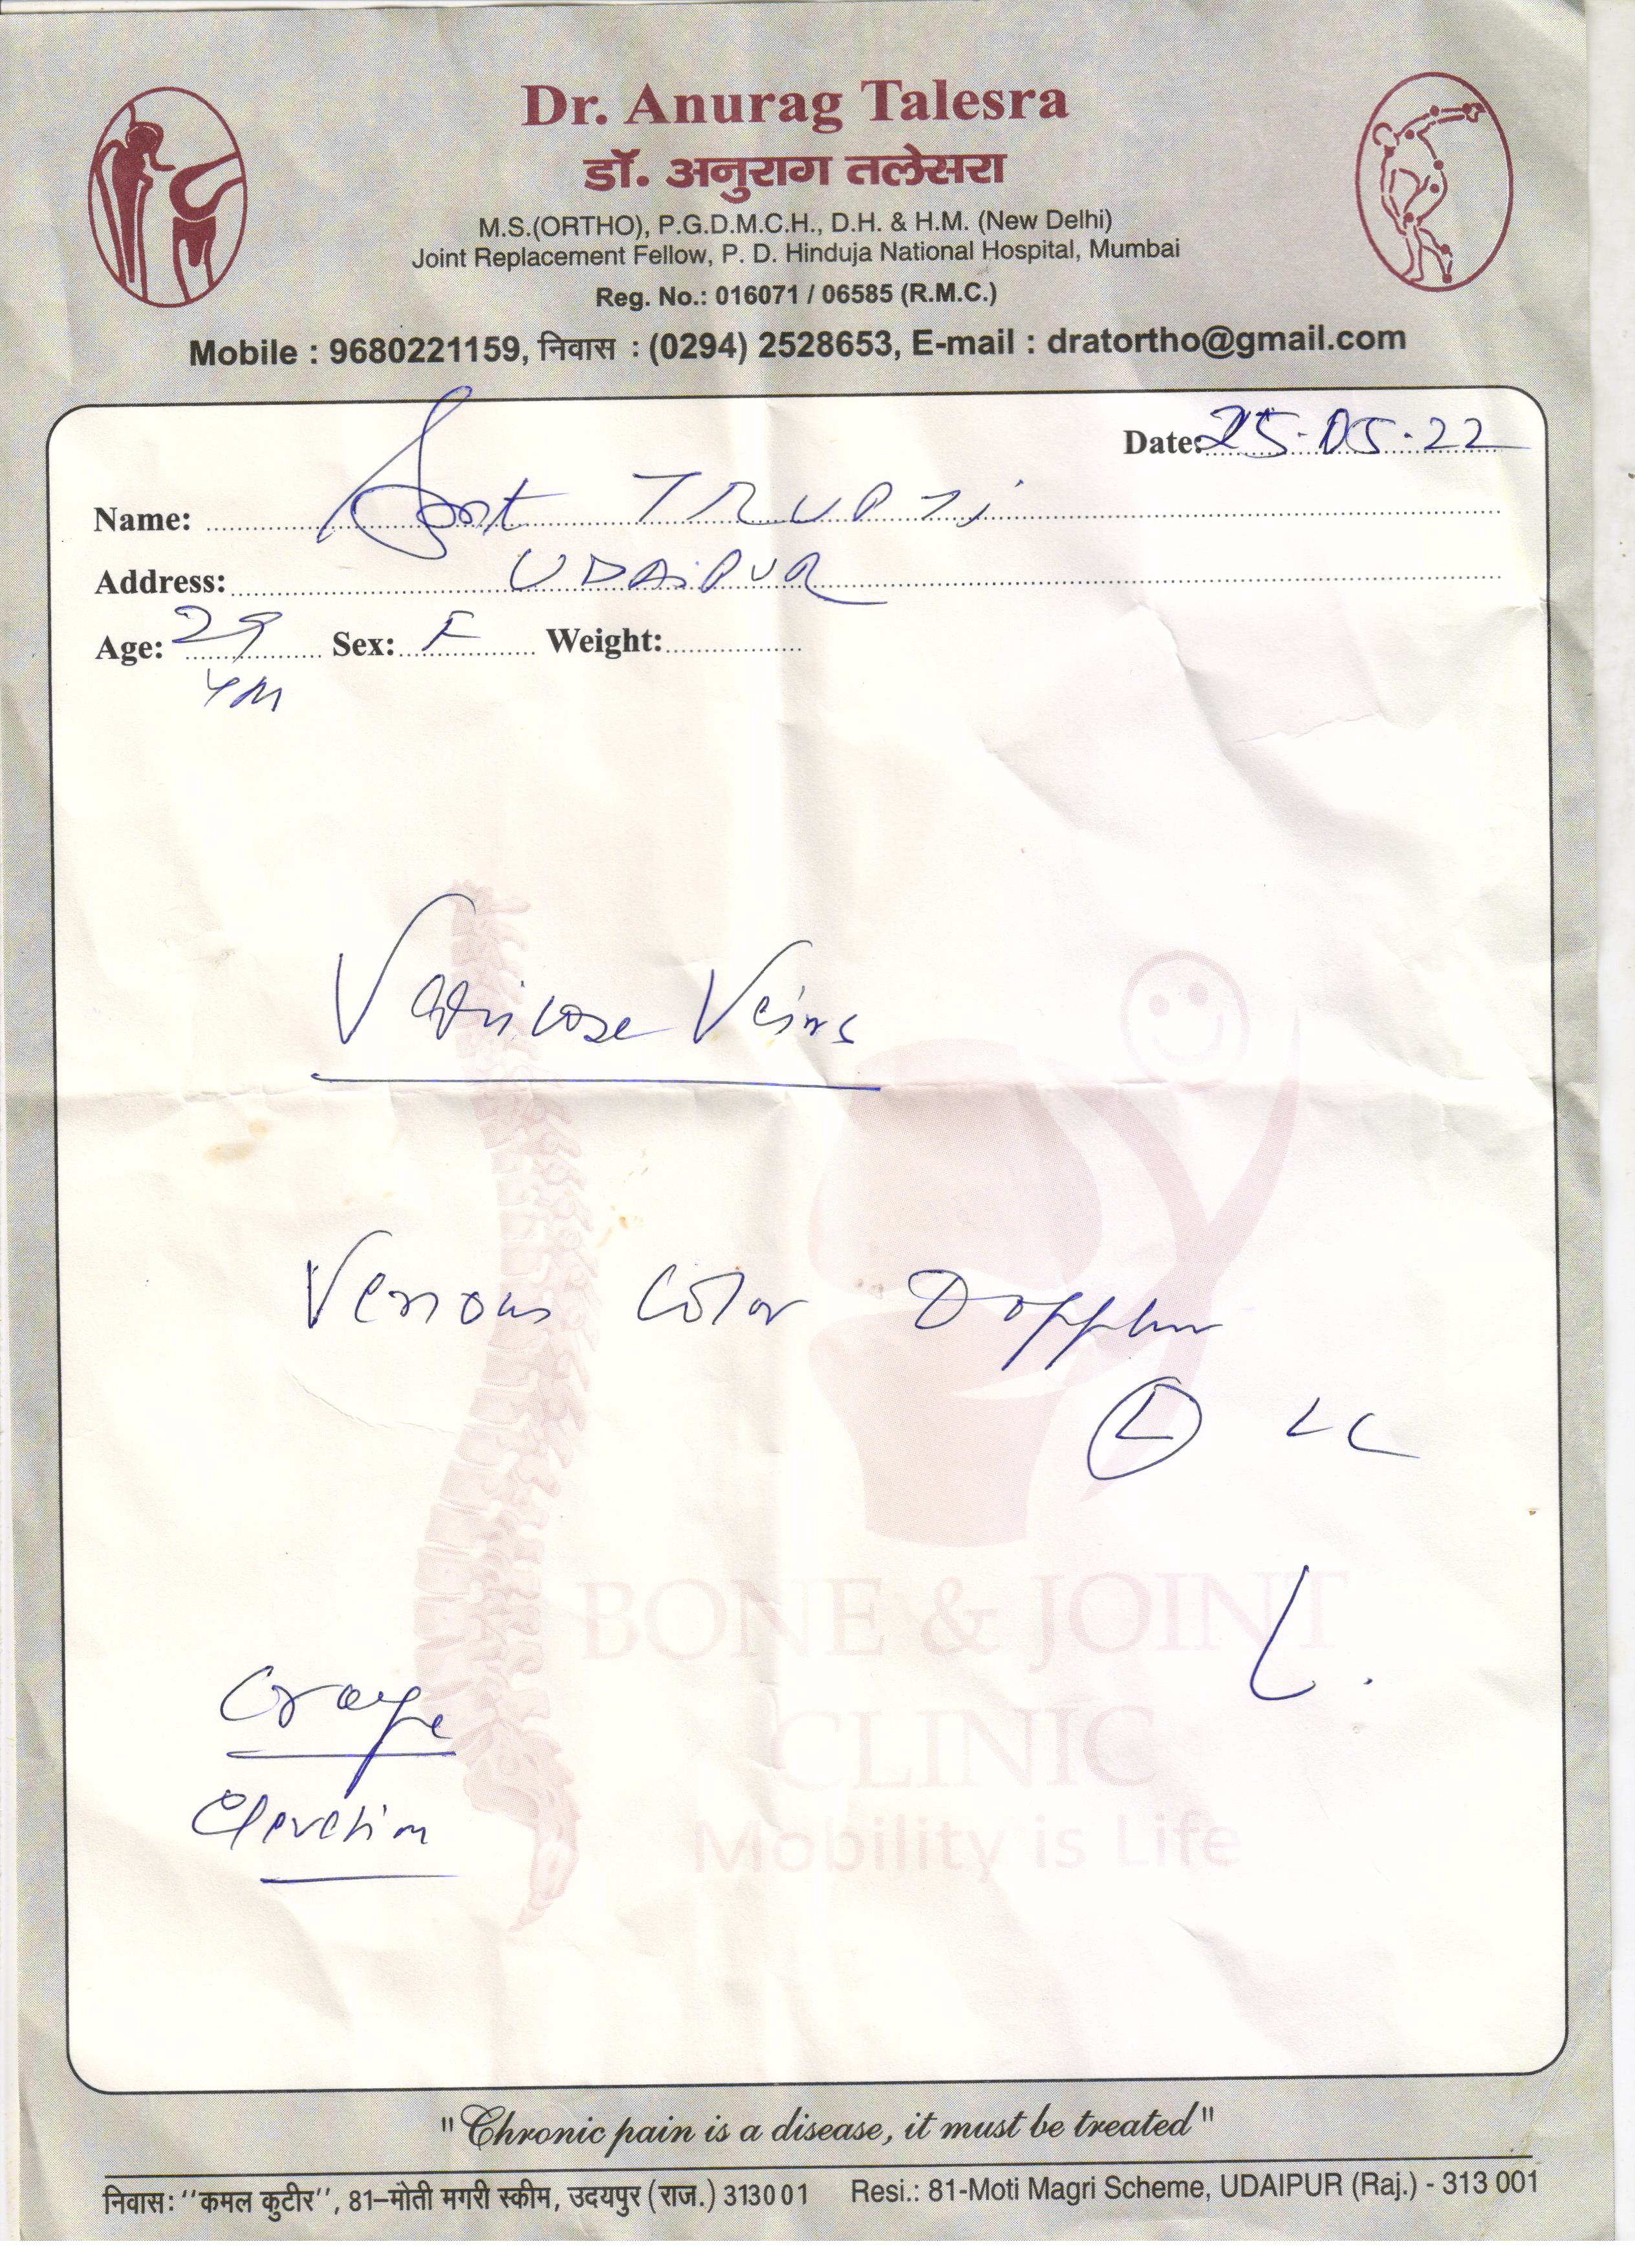 Dr. Anurag Talesra
डॉ. अनुराग तलेसरा
M.S.(ORTHO), P.G.D.M.C.H., D.H. & H.M. (New Delhi)
Joint Replacement Fellow, P. D. Hinduja National Hospital, Mumbai
Reg. No.: 016071 / 06585 (R.M.C.)
Mobile : 9680221159, निवास : (0294) 2528653, E-mail : dratortho@gmail.com
Date: 25.05.22
Name: Smt TRUPTi
Address: UDAiPUR
Age: 29 Sex: F Weight:
Varicose Veins
Venous Color Doppler
L
BONE & JOINT
CLINIC
Mobility is Life
Crape
Elevation
"Chronic pain is a disease, it must be treated"
निवास: ''कमल कुटीर'', 81–मोती मगरी स्कीम, उदयपुर (राज.) 313001 Resi.: 81-Moti Magri Scheme, UDAIPUR (Raj.) - 313 001